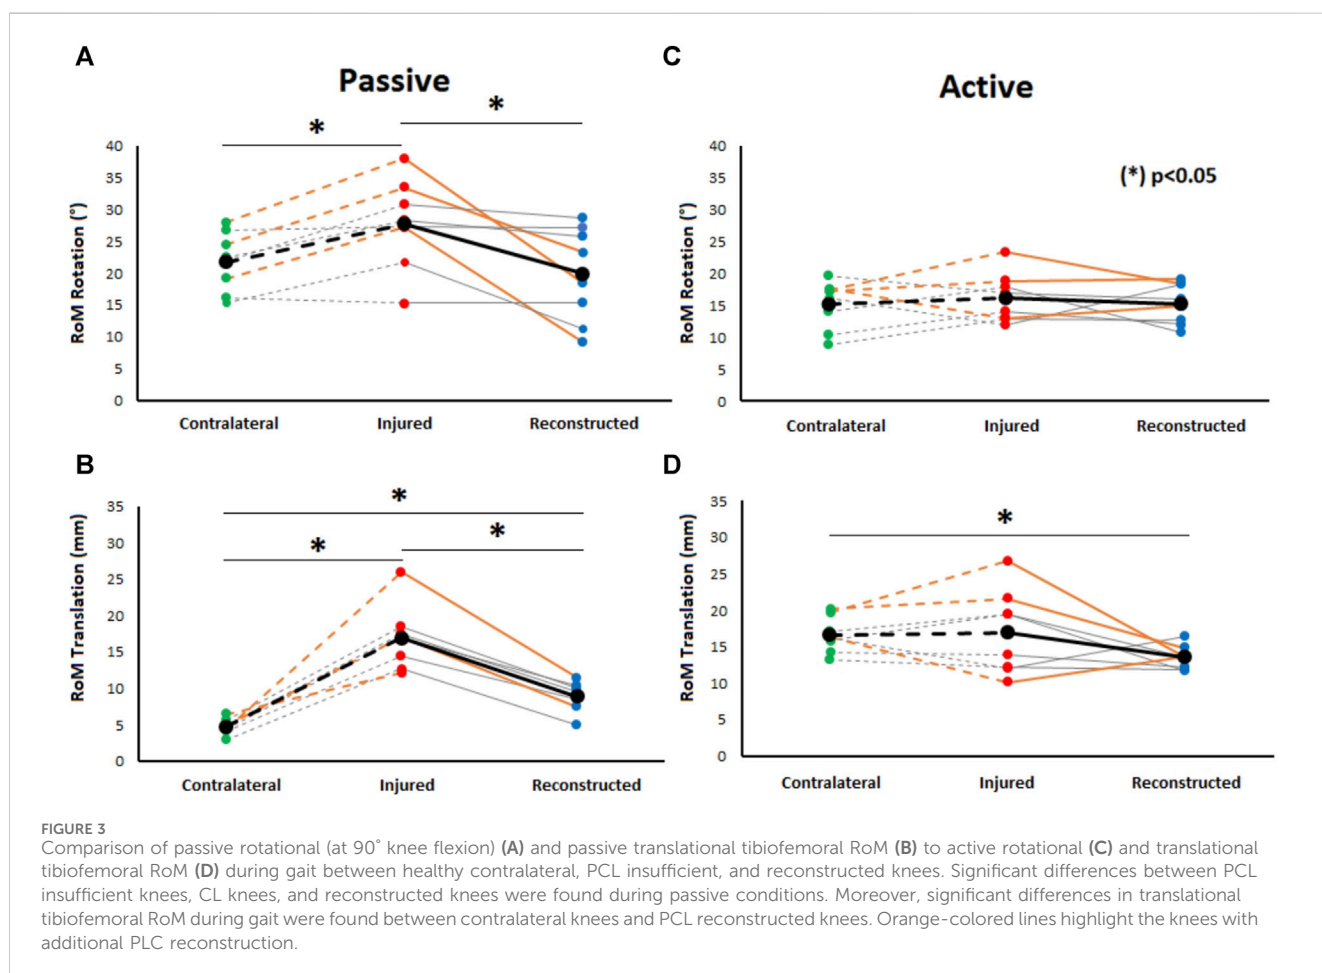 A
Passive
*
*
RoM Rotation (°)
40
35
30
25
20
15
10
5
0
Contralateral
Injured
Reconstructed
C
Active
(*) p<0.05
RoM Rotation (°)
40
35
30
25
20
15
10
5
0
Contralateral
Injured
Reconstructed
B
*
*
*
RoM Translation (mm)
35
30
25
20
15
10
5
0
Contralateral
Injured
Reconstructed
D
*
RoM Translation (mm)
35
30
25
20
15
10
5
0
Contralateral
Injured
Reconstructed
FIGURE 3
Comparison of passive rotational (at 90° knee flexion) (A) and passive translational tibiofemoral RoM (B) to active rotational (C) and translational
tibiofemoral RoM (D) during gait between healthy contralateral, PCL insufficient, and reconstructed knees. Significant differences between PCL
insufficient knees, CL knees, and reconstructed knees were found during passive conditions. Moreover, significant differences in translational
tibiofemoral RoM during gait were found between contralateral knees and PCL reconstructed knees. Orange-colored lines highlight the knees with
additional PLC reconstruction.